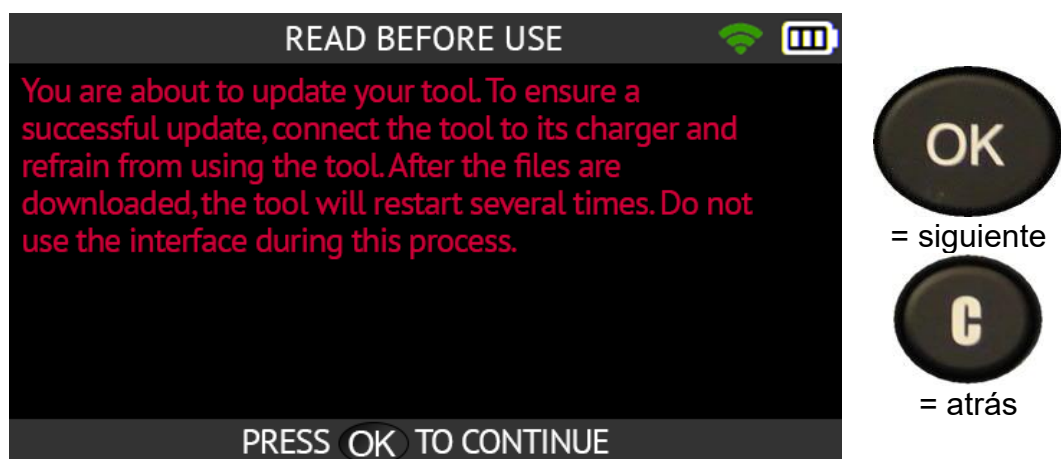 READ BEFORE USE
You are about to update your tool. To ensure a
successful update, connect the tool to its charger and
refrain from using the tool. After the files are
downloaded, the tool will restart several times. Do not
use the interface during this process.
PRESS OK TO CONTINUE
OK
= siguiente
C
= atrás